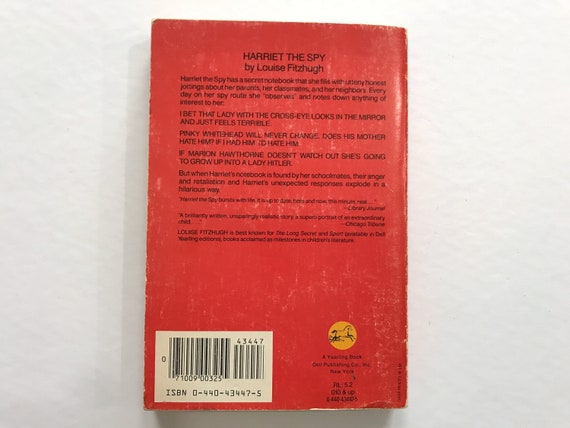 HARRIET THE SPY
by Louise Fitzhugh
Harriet the Spy has a secret notebook that she fills with utterly honest
jottings about her parents, her classmates, and her neighbors. Every
day on her spy route she "observes" and notes down anything of
interest to her:
I BET THAT LADY WITH THE CROSS-EYE LOOKS IN THE MIRROR
AND JUST FEELS TERRIBLE.
PINKY WHITEHEAD WILL NEVER CHANGE. DOES HIS MOTHER
HATE HIM? IF I HAD HIM I'D HATE HIM.
IF MARION HAWTHORNE DOESN'T WATCH OUT SHE'S GOING
TO GROW UP INTO A LADY HITLER.
But when Harriet's notebook is found by her schoolmates, their anger
and retaliation and Harriet's unexpected responses explode in a
hilarious way.
"Harriet the Spy bursts with life. It is up to date, here and now, this minute, real...."
—Library Journal
"A brilliantly written, unsparingly realistic story, a superb portrait of an extraordinary
child...."
—Chicago Tribune
LOUISE FITZHUGH is best known for The Long Secret and Sport (available in Dell
Yearling editions), books acclaimed as milestones in children's literature.
43447
0
71009 00325
ISBN 0-440-43447-5
A Yearling Book
Dell Publishing Co., Inc.
New York
RL: 5.2
010 & up
0-440-43447-5